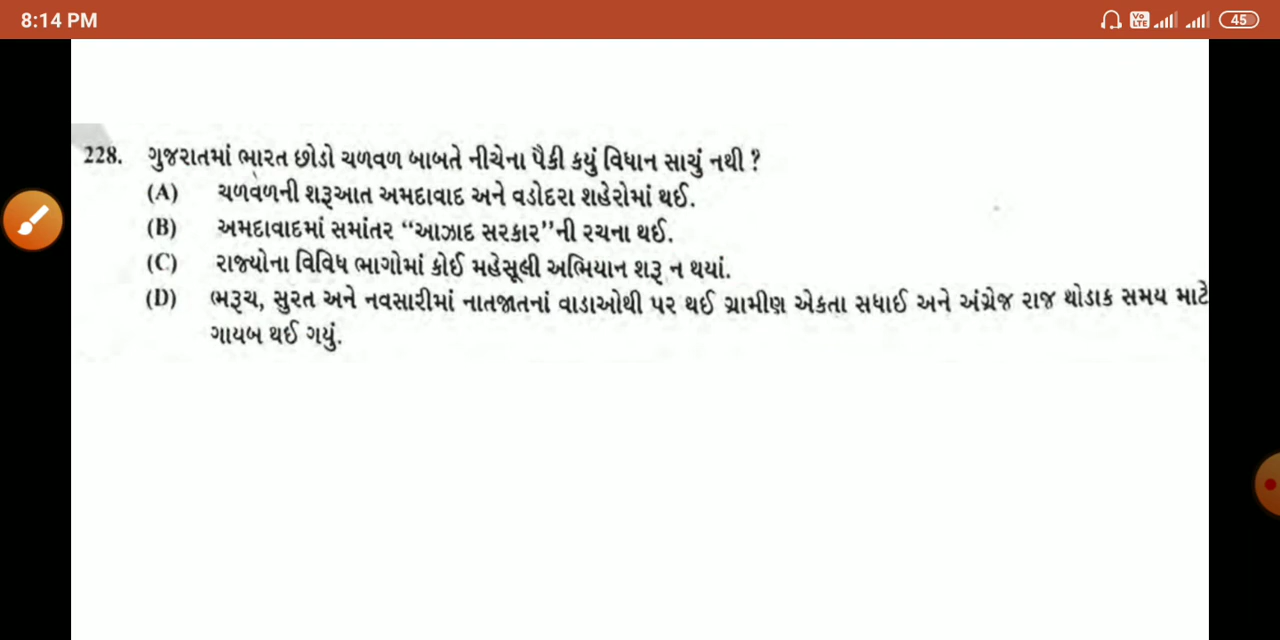 8:14 PM
Vo LTE
45
228. ગુજરાતમાં ભારત છોડો ચળવળ બાબતે નીચેના પૈકી કયું વિધાન સાચું નથી ?
(A) ચળવળની શરૂઆત અમદાવાદ અને વડોદરા શહેરોમાં થઈ.
(B) અમદાવાદમાં સમાંતર “આઝાદ સરકાર”ની રચના થઈ.
(C) રાજ્યોના વિવિધ ભાગોમાં કોઈ મહેસૂલી અભિયાન શરૂ ન થયાં.
(D) ભરૂચ, સુરત અને નવસારીમાં નાતજાતનાં વાડાઓથી પર થઈ ગ્રામીણ એકતા સધાઈ અને અંગ્રેજ રાજ થોડાક સમય માટે
ગાયબ થઈ ગયું.